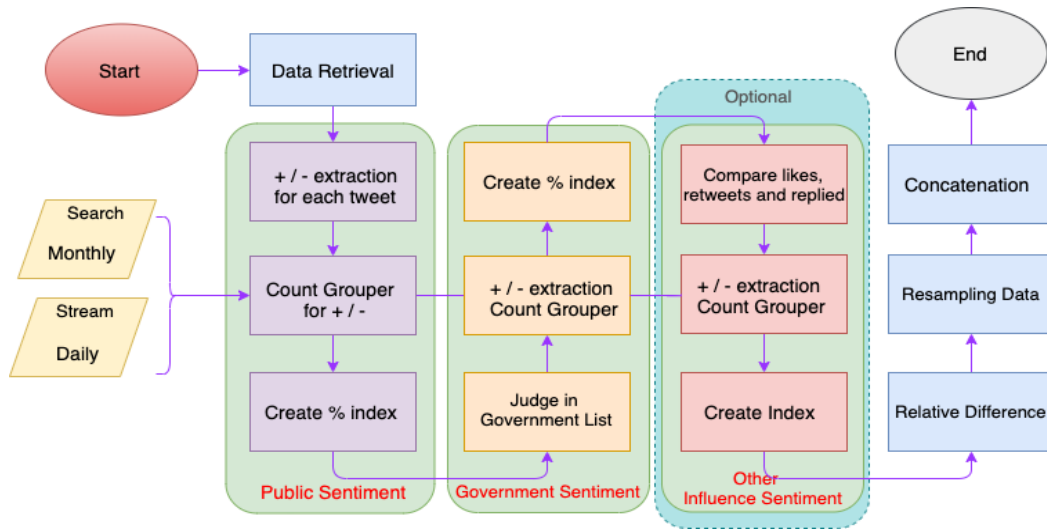 Start
Data Retrieval
+ / - extraction
for each tweet
Search
Monthly
Stream
Daily
Count Grouper
for + / -
Create % index
Public Sentiment
Create % index
+ / - extraction
Count Grouper
Judge in
Government List
Government Sentiment
Optional
Compare likes,
retweets and replied
+ / - extraction
Count Grouper
Create Index
Other
Influence Sentiment
End
Concatenation
Resampling Data
Relative Difference